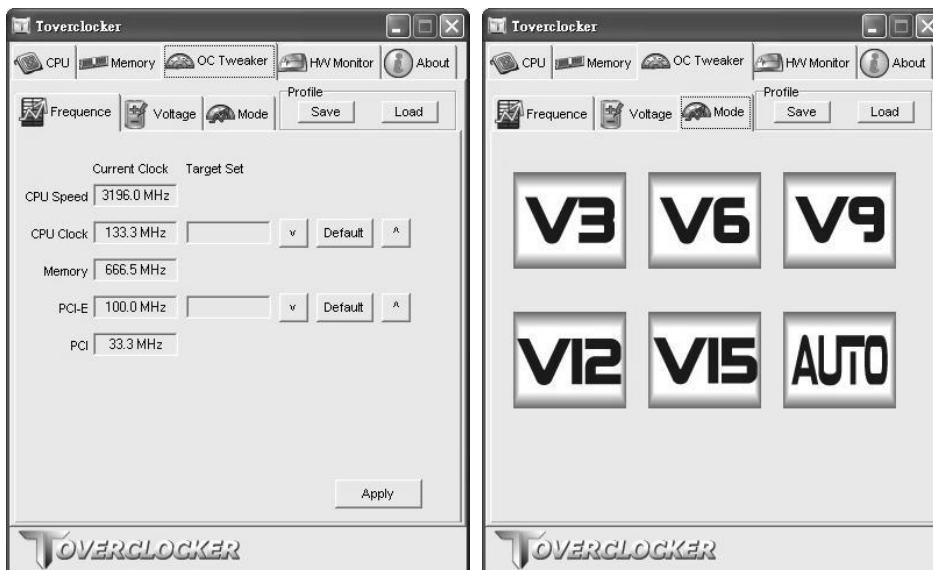 Toverclocker
CPU Memory OC Tweaker HW Monitor About
Frequence Voltage Mode Profile Save Load
Current Clock Target Set
CPU Speed 3196.0 MHz
CPU Clock 133.3 MHz v Default ^
Memory 666.5 MHz
PCI-E 100.0 MHz v Default ^
PCI 33.3 MHz
Apply
TOVERCLOCKER
Toverclocker
CPU Memory OC Tweaker HW Monitor About
Frequence Voltage Mode Profile Save Load
V3 V6 V9
V12 V15 AUTO
TOVERCLOCKER